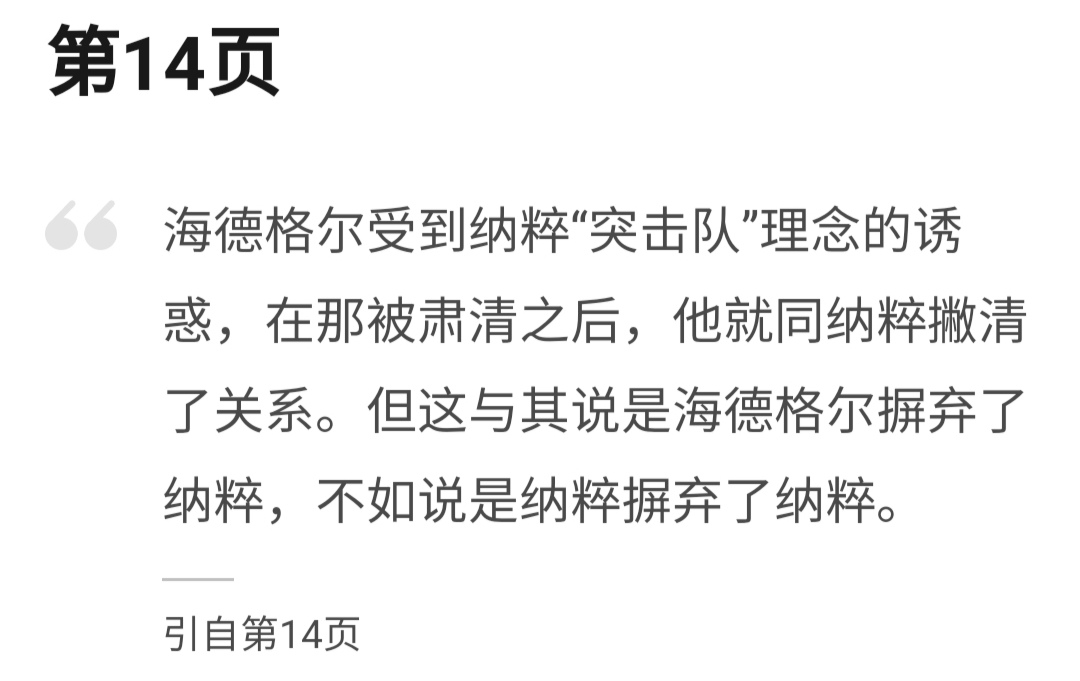 第14页
“海德格尔受到纳粹“突击队”理念的诱
惑，在那被肃清之后，他就同纳粹撇清
了关系。但这与其说是海德格尔摒弃了
纳粹，不如说是纳粹摒弃了纳粹。
引自第14页